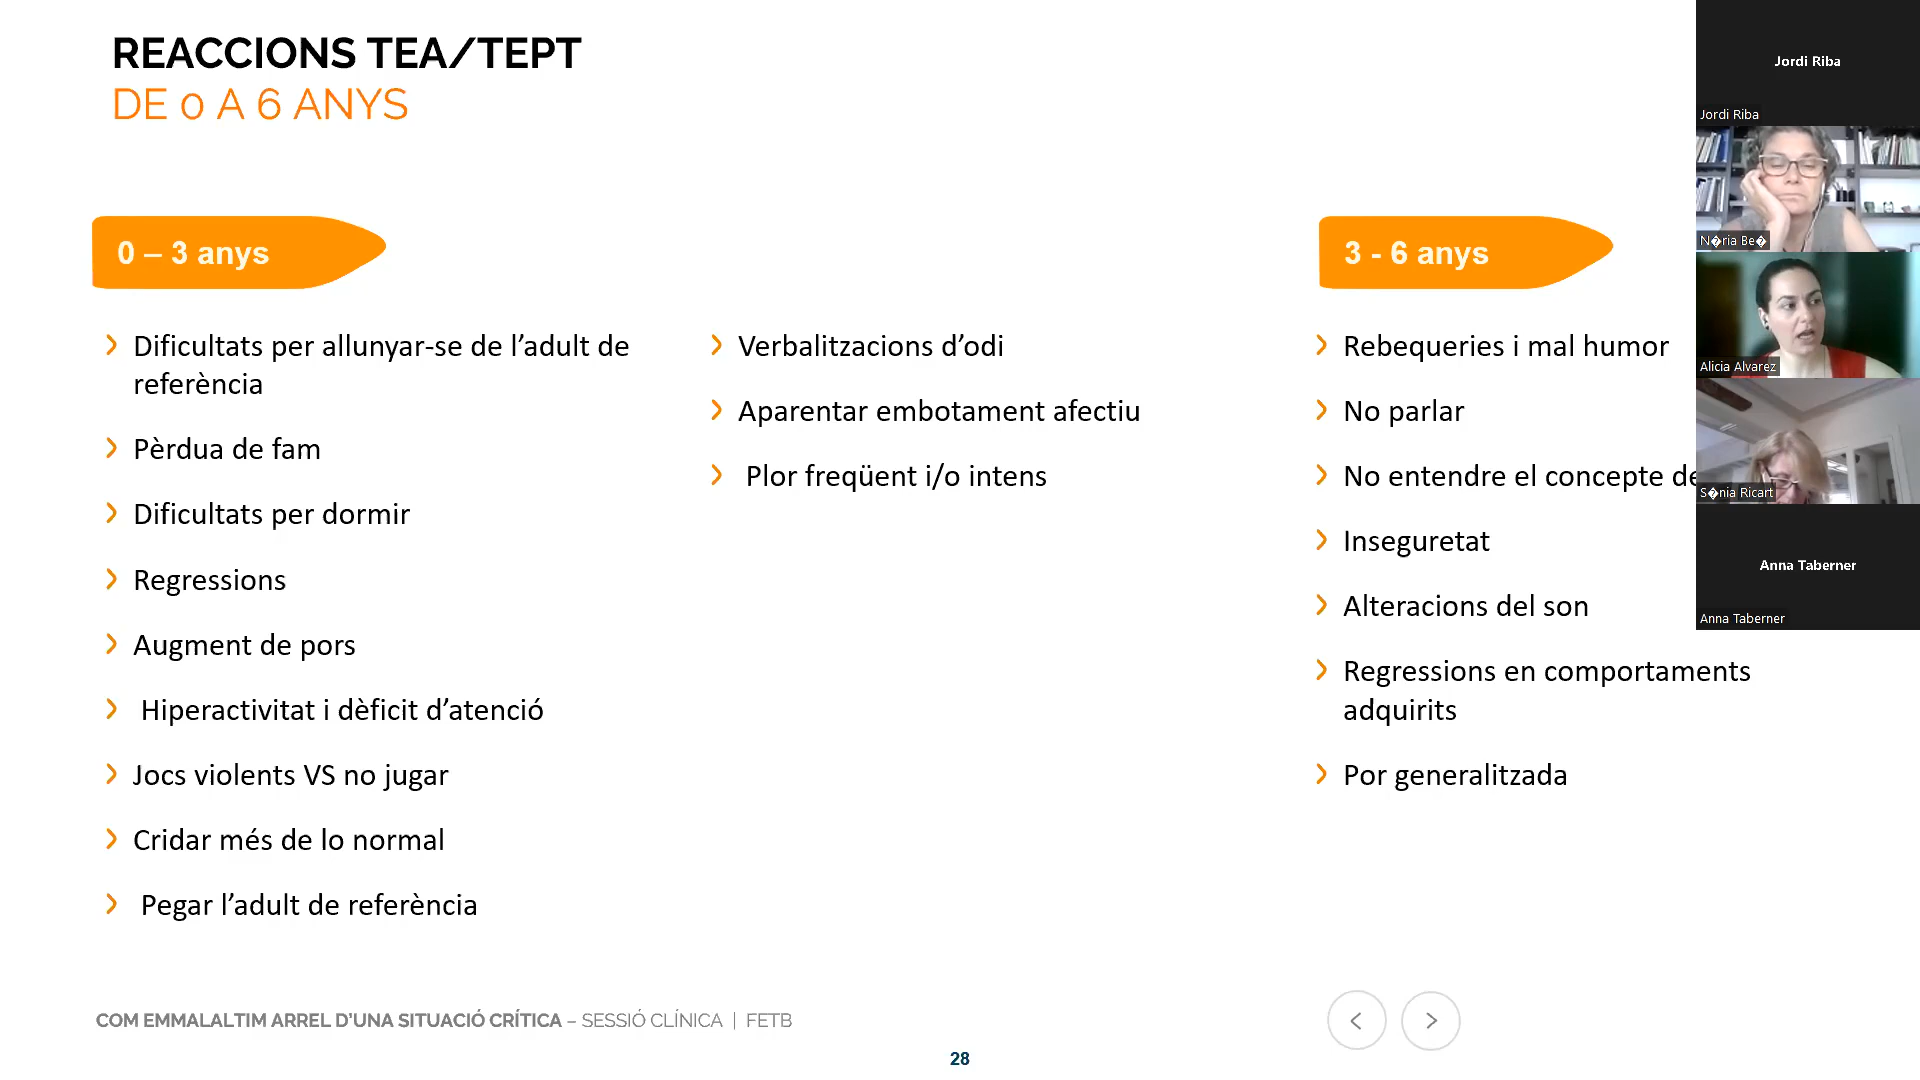 REACCIONS TEA/TEPT
DE 0 A 6 ANYS
0 – 3 anys
Dificultats per allunyar-se de l’adult de
referència
Pèrdua de fam
Dificultats per dormir
Regressions
Augment de pors
Hiperactivitat i dèficit d’atenció
Jocs violents VS no jugar
Cridar més de lo normal
Pegar l’adult de referència
Verbalitzacions d’odi
Aparentar embotament afectiu
Plor freqüent i/o intens
3 - 6 anys
Rebequeries i mal humor
No parlar
No entendre el concepte de
Inseguretat
Alteracions del son
Regressions en comportaments
adquirits
Por generalitzada
Jordi Riba
Jordi Riba
N�ria Be�
Alicia Alvarez
S�nia Ricart
Anna Taberner
Anna Taberner
COM EMMALALTIM ARREL D'UNA SITUACIÓ CRÍTICA – SESSIÓ CLÍNICA | FETB
28